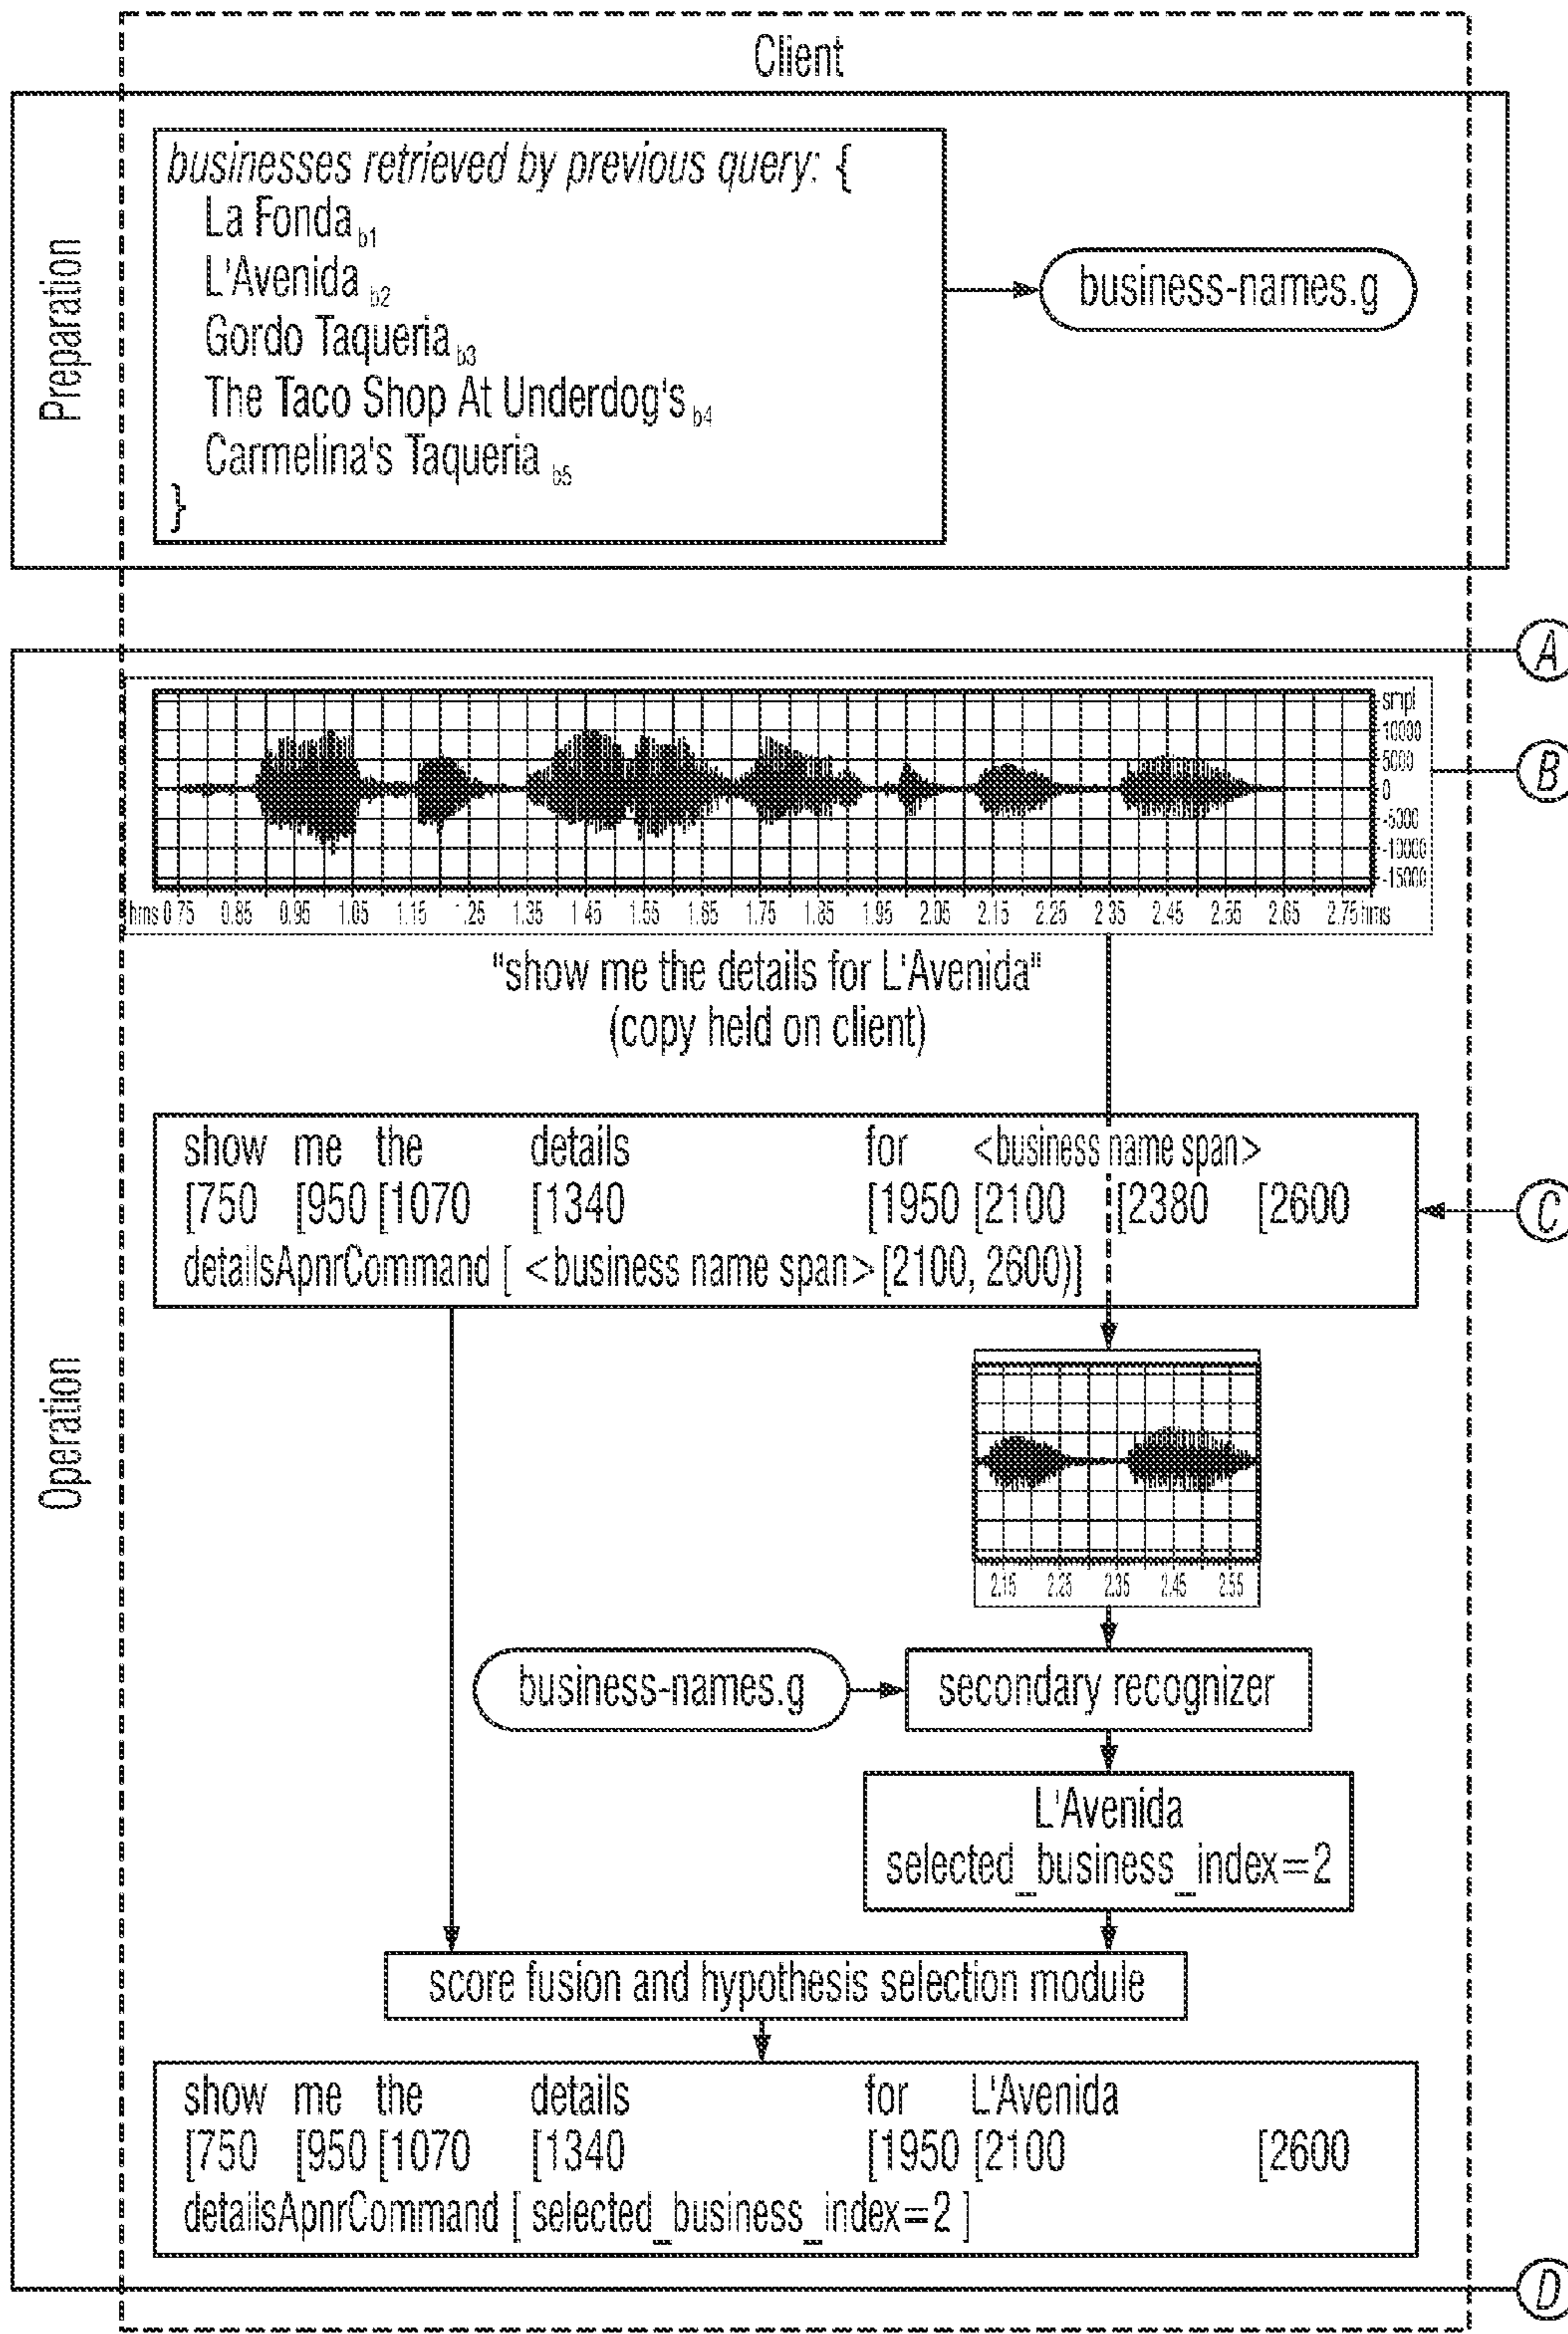 Client
Preparation
businesses retrieved by previous query: {
La Fonda b1
L'Avenida b2
Gordo Taqueria b3
The Taco Shop At Underdog's b4
Carmelina's Taqueria b5
}
business-names.g
A
smpl
10000
5000
0
-5000
-10000
-15000
B
hms 0.75 0.85 0.95 1.05 1.15 1.25 1.35 1.45 1.55 1.65 1.75 1.85 1.95 2.05 2.15 2.25 2.35 2.45 2.55 2.65 2.75 hms
"show me the details for L'Avenida"
(copy held on client)
Operation
show me the details for <business name span>
[750 [950 [1070 [1340 [1950 [2100 [2380 [2600
detailsApnrCommand [ <business name span> [2100, 2600)]
C
2.15 2.25 2.35 2.45 2.55
business-names.g
secondary recognizer
L'Avenida
selected_business_index=2
score fusion and hypothesis selection module
show me the details for L'Avenida
[750 [950 [1070 [1340 [1950 [2100 [2600
detailsApnrCommand [ selected_business_index=2 ]
D